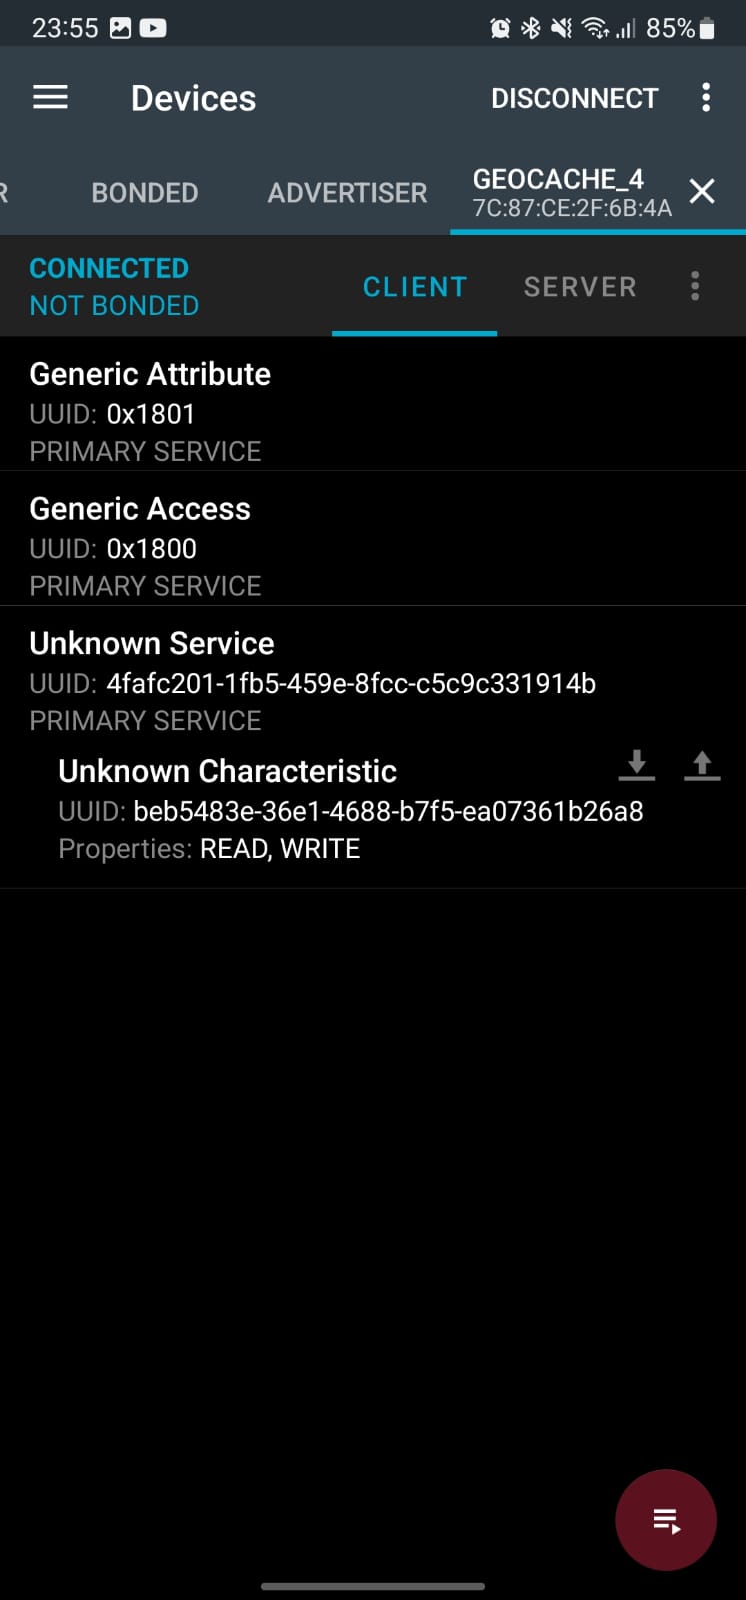 23:55 85%
Devices DISCONNECT
R BONDED ADVERTISER GEOCACHE_4
7C:87:CE:2F:6B:4A
CONNECTED
NOT BONDED
CLIENT SERVER
Generic Attribute
UUID: 0x1801
PRIMARY SERVICE
Generic Access
UUID: 0x1800
PRIMARY SERVICE
Unknown Service
UUID: 4fafc201-1fb5-459e-8fcc-c5c9c331914b
PRIMARY SERVICE
Unknown Characteristic
UUID: beb5483e-36e1-4688-b7f5-ea07361b26a8
Properties: READ, WRITE